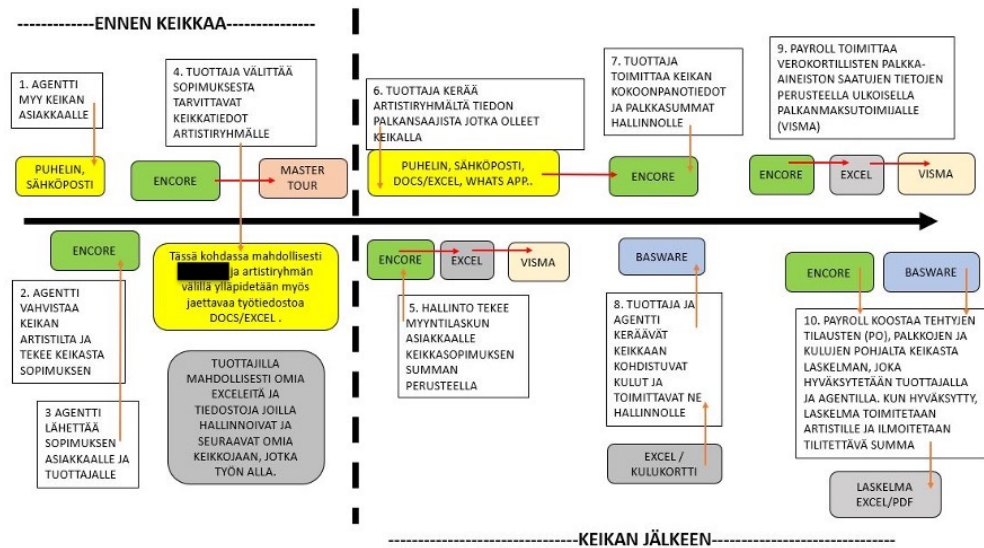 -------------ENNEN KEIKKAA-----------
1. AGENTTI
MYY KEIKAN
ASIAKKAALLE
PUHELIN,
SÄHKÖPOSTI
4. TUOTTAJA VÄLITTÄÄ
SOPIMUKSESTA
TARVITTAVAT
KEIKKATIEDOT
ARTISTIRYHMÄLLE
ENCORE
MASTER
TOUR
6. TUOTTAJA KERÄÄ
ARTISTIRYHMÄLTÄ TIEDON
PALKANSAAJISTA JOTKA OLLEET
KEIKALLA
PUHELIN, SÄHKÖPOSTI,
DOCS/EXCEL, WHATS APP..
7. TUOTTAJA
TOIMITTAA KEIKAN
KOKOONPANOTIEDOT
JA PALKKASUMMAT
HALLINNOLLE
ENCORE
9. PAYROLL TOIMITTAA
VEROKORTILLISTEN PALKKA-
AINEISTON SAATUJEN TIETOJEN
PERUSTEELLA ULKOISELLA
PALKANMAKSUTOIMIJALLE
(VISMA)
ENCORE
EXCEL
VISMA
ENCORE
2. AGENTTI
VAHVISTAA
KEIKAN
ARTISTILTA JA
TEKEE KEIKASTA
SOPIMUKSEN
3 AGENTTI
LÄHETTÄÄ
SOPIMUKSEN
ASIAKKAALLE JA
TUOTTAJALLE
Tässä kohdassa mahdollisesti
ja artistiryhmän
välillä ylläpidetään myös
jaettavaa työtiedostoa
DOCS/EXCEL .
TUOTTAJILLA
MAHDOLLISESTI OMIA
EXCELEITÄ JA
TIEDOSTOJA JOILLA
HALLINNOIVAT JA
SEURAAVAT OMIA
KEIKKOJAAN, JOTKA
TYÖN ALLA.
ENCORE
EXCEL
VISMA
5. HALLINTO TEKEE
MYYNTILASKUN
ASIAKKAALLE
KEIKKASOPIMUKSEN
SUMMAN
PERUSTEELLA
BASWARE
8. TUOTTAJA JA
AGENTTI
KERÄÄVÄT
KEIKKAAN
KOHDISTUVAT
KULUT JA
TOIMITTAVAT NE
HALLINNOLLE
EXCEL /
KULUKORTTI
ENCORE
BASWARE
10. PAYROLL KOOSTAA TEHTYJEN
TILAUSTEN (PO), PALKKOJEN JA
KULUJEN POHJALTA KEIKASTA
LASKELMAN, JOKA
HYVÄKSYTETÄÄN TUOTTAJALLA
JA AGENTILLA. KUN HYVÄKSYTTY,
LASKELMA TOIMITETAAN
ARTISTILLE JA ILMOITETAAN
TILITETTÄVÄ SUMMA
LASKELMA
EXCEL/PDF
----------------------------KEIKAN JÄLKEEN-----------------------